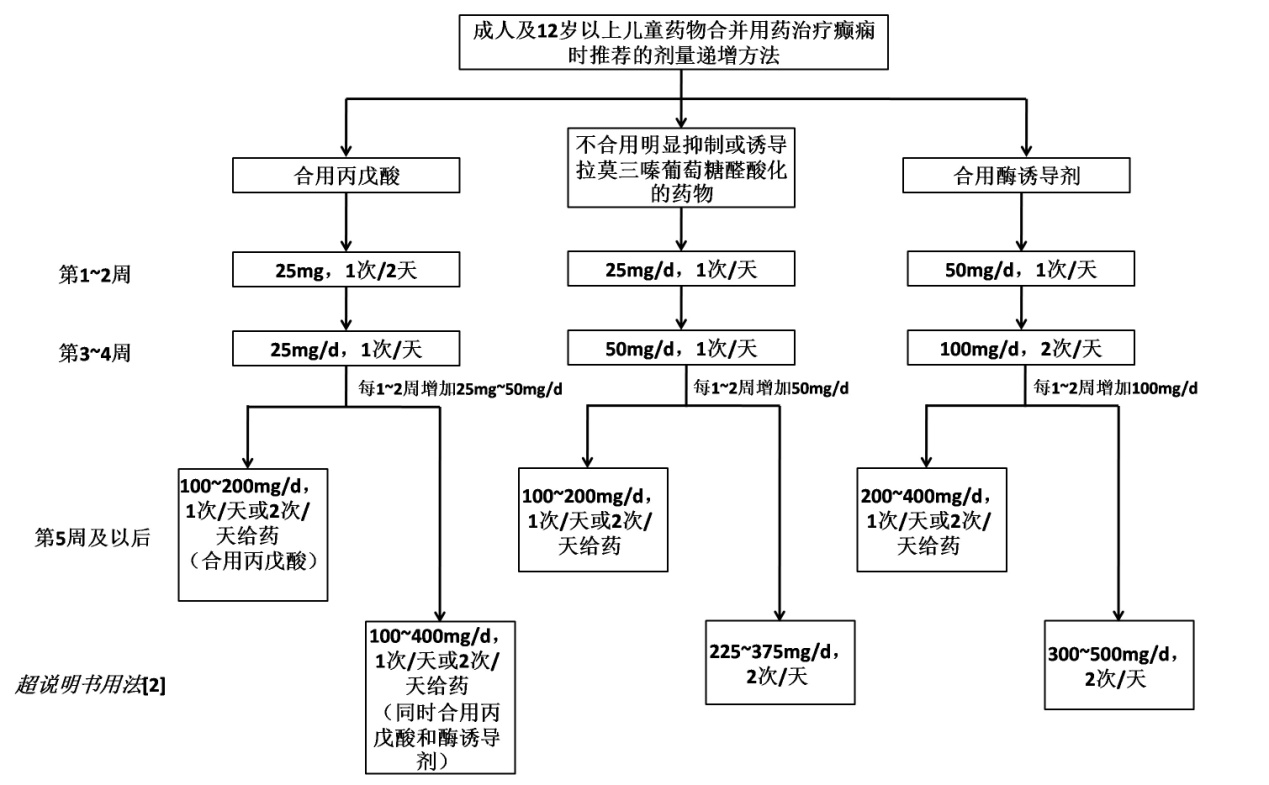 成人及12岁以上儿童药物合并用药治疗癫痫
时推荐的剂量递增方法
合用丙戊酸
不合用明显抑制或诱导
拉莫三嗪葡萄糖醛酸化
的药物
合用酶诱导剂
第1~2周
25mg，1次/2天
25mg/d，1次/天
50mg/d，1次/天
第3~4周
25mg/d，1次/天
50mg/d，1次/天
100mg/d，2次/天
每1~2周增加25mg~50mg/d
每1~2周增加50mg/d
每1~2周增加100mg/d
第5周及以后
100~200mg/d，
1次/天或2次/
天给药
（合用丙戊酸）
100~200mg/d，
1次/天或2次/
天给药
200~400mg/d，
1次/天或2次/
天给药
超说明书用法[2]
100~400mg/d，
1次/天或2次/
天给药
（同时合用丙
戊酸和酶诱导
剂）
225~375mg/d，
2次/天
300~500mg/d，
2次/天